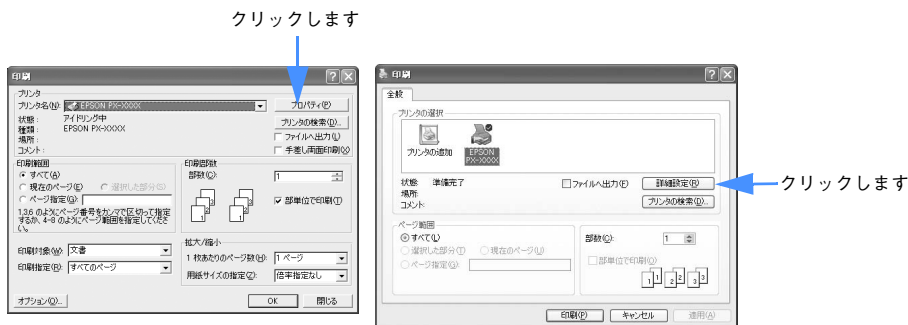 クリックします
印刷
プリンタ
プリンタ名(N): EPSON PX-XXXX
プロパティ(P)
状態: アイドリング中
種類: EPSON PX-XXXX
場所:
コメント:
プリンタの検索(D)...
ファイルへ出力(L)
手差し両面印刷(X)
印刷範囲
すべて(A)
現在のページ(E) 選択した部分(S)
ページ指定(G):
1,3,6 のようにページ番号をカンマで区切って指定
するか、4-8 のようにページ範囲を指定してくださ
い。
印刷部数
部数(C): 1
部単位で印刷(T)
印刷対象(W): 文書
印刷指定(R): すべてのページ
拡大/縮小
1 枚あたりのページ数(H): 1 ページ
用紙サイズの指定(Z): 倍率指定なし
オプション(O)...
OK 閉じる
印刷
全般
プリンタの選択
プリンタの追加
EPSON
PX-XXXX
状態: 準備完了
場所:
コメント:
ファイルへ出力(F)
詳細設定(R)
プリンタの検索(D)...
クリックします
ページ範囲
すべて(L)
選択した部分(T) 現在のページ(U)
ページ指定(G):
部数(C): 1
部単位で印刷(O)
1 1 2 2 3 3
印刷(P) キャンセル 適用(A)